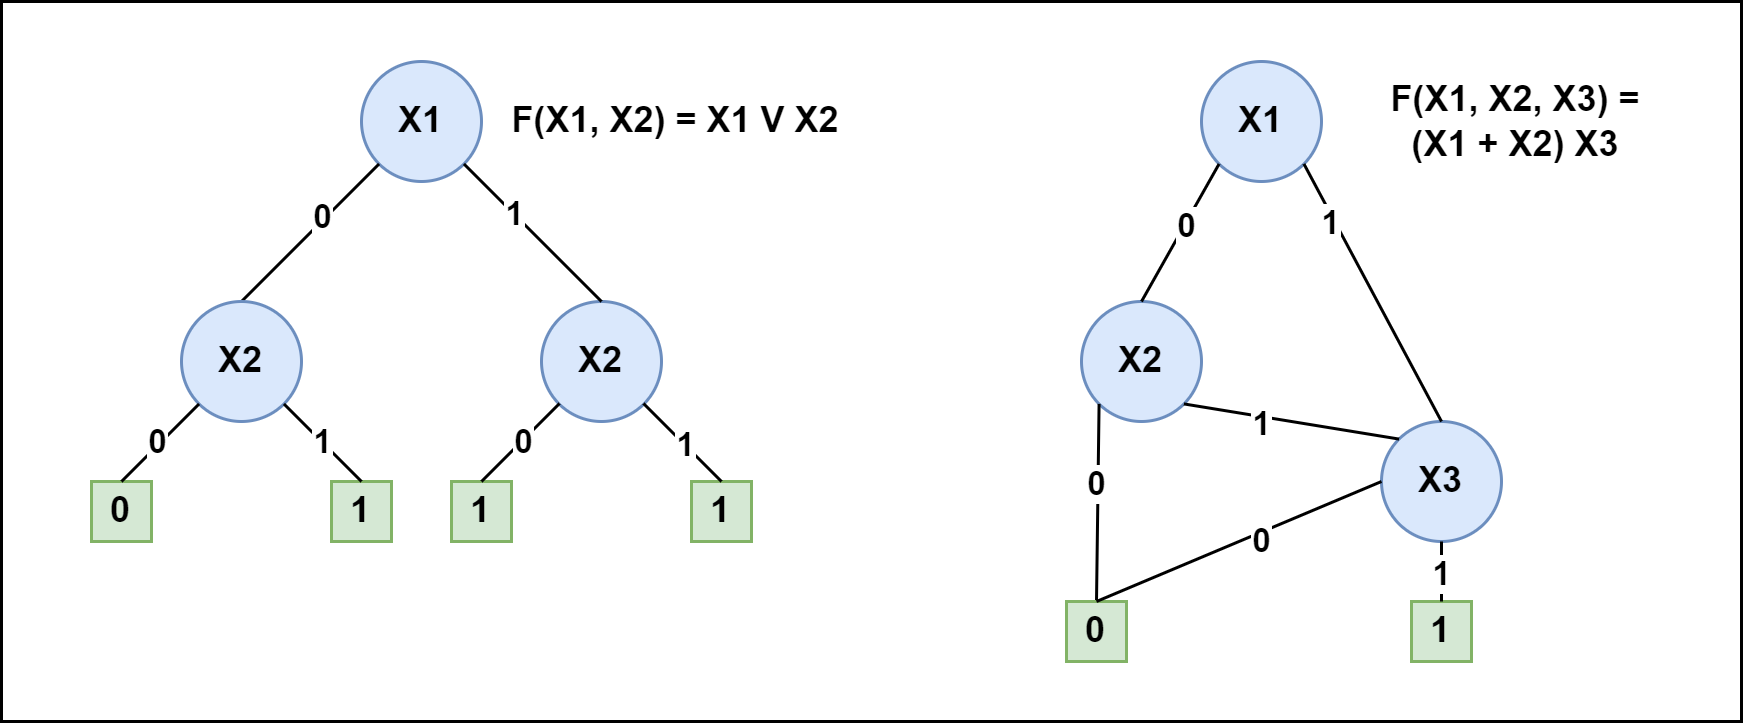 X1
F(X1, X2) = X1 V X2
0
1
X2
X2
0
1
0
1
0
1
1
1
X1
F(X1, X2, X3) =
(X1 + X2) X3
0
1
X2
1
X3
0
0
1
0
1